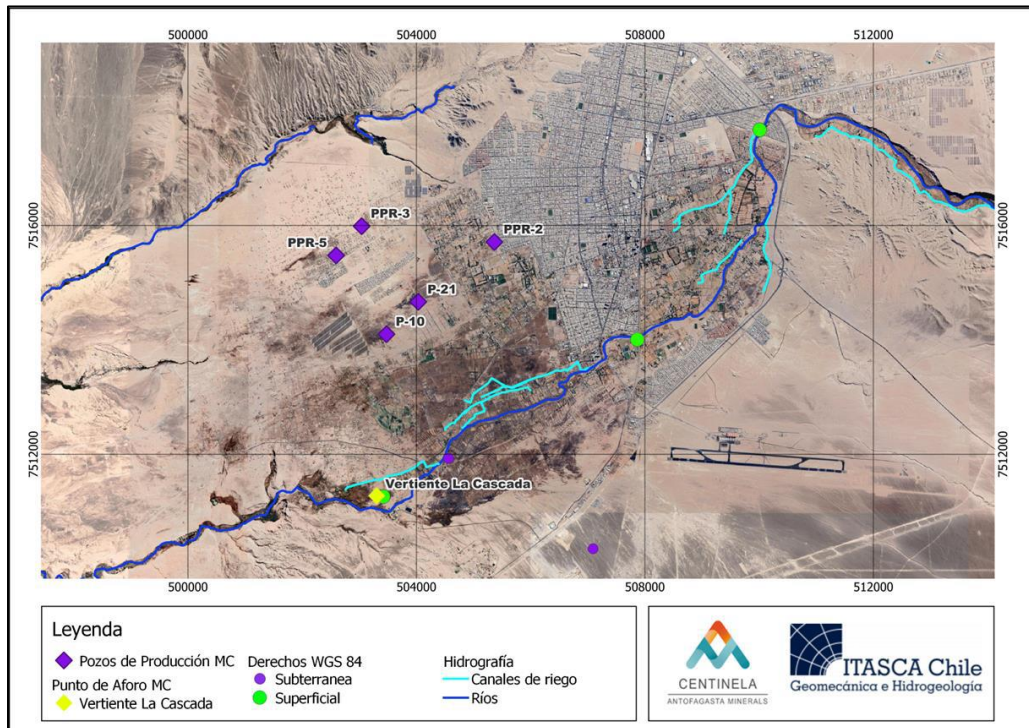 500000 504000 508000 512000
7516000 7516000
PPR-3
PPR-2
PPR-5
P-21
P-10
7512000 7512000
Vertiente La Cascada
500000 504000 508000 512000
Leyenda
Pozos de Producción MC
Punto de Aforo MC
Vertiente La Cascada
Derechos WGS 84
Subterranea
Superficial
Hidrografía
Canales de riego
Ríos
CENTINELA
ANTOFAGASTA MINERALS
ITASCA Chile
Geomecánica e Hidrogeología